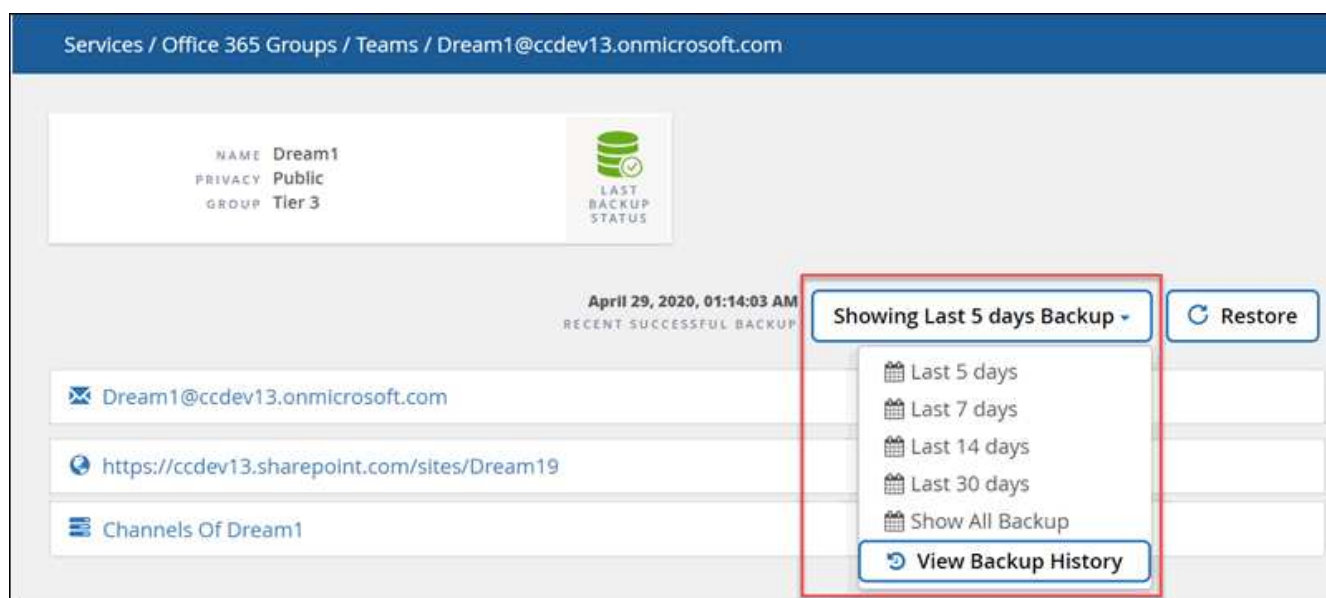 Services / Office 365 Groups / Teams / Dream1@ccdev13.onmicrosoft.com
NAME Dream1
PRIVACY Public
GROUP Tier 3
LAST
BACKUP
STATUS
April 29, 2020, 01:14:03 AM
RECENT SUCCESSFUL BACKUP
Showing Last 5 days Backup
Restore
Last 5 days
Last 7 days
Last 14 days
Last 30 days
Show All Backup
View Backup History
Dream1@ccdev13.onmicrosoft.com
https://ccdev13.sharepoint.com/sites/Dream19
Channels Of Dream1